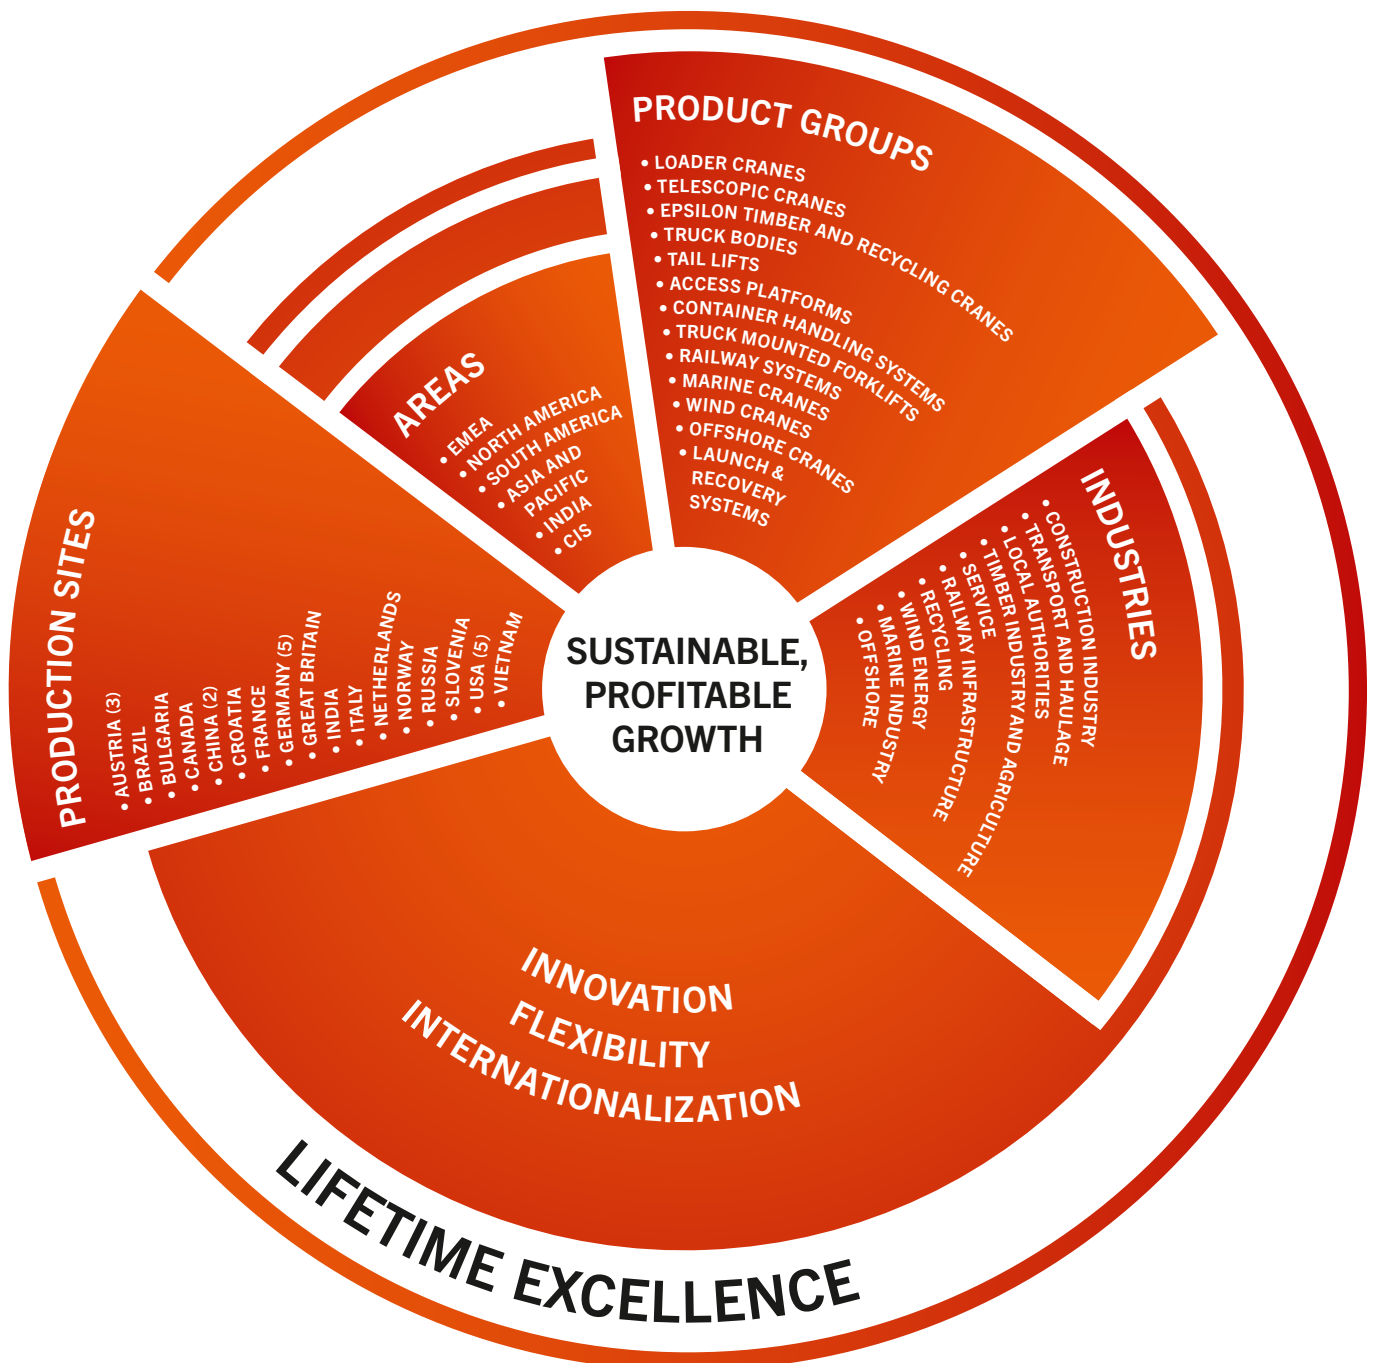 PRODUCT GROUPS
• LOADER CRANES
• TELESCOPIC CRANES
• EPSILON TIMBER AND RECYCLING CRANES
• TRUCK BODIES
• TAIL LIFTS
• ACCESS PLATFORMS
• CONTAINER HANDLING SYSTEMS
• TRUCK MOUNTED FORKLIFTS
• RAILWAY SYSTEMS
• MARINE CRANES
• WIND CRANES
• OFFSHORE CRANES
• LAUNCH &
RECOVERY
SYSTEMS
INDUSTRIES
• CONSTRUCTION INDUSTRY
• TRANSPORT AND HAULAGE
• LOCAL AUTHORITIES
• TIMBER INDUSTRY AND AGRICULTURE
• SERVICE
• RAILWAY INFRASTRUCTURE
• RECYCLING
• WIND ENERGY
• MARINE INDUSTRY
• OFFSHORE
AREAS
• EMEA
• NORTH AMERICA
• SOUTH AMERICA
• ASIA AND
PACIFIC
• INDIA
• CIS
PRODUCTION SITES
• AUSTRIA (3)
• BRAZIL
• BULGARIA
• CANADA
• CHINA (2)
• CROATIA
• FRANCE
• GERMANY (5)
• GREAT BRITAIN
• INDIA
• ITALY
• NETHERLANDS
• NORWAY
• RUSSIA
• SLOVENIA
• USA (5)
• VIETNAM
SUSTAINABLE,
PROFITABLE
GROWTH
INNOVATION
FLEXIBILITY
INTERNATIONALIZATION
LIFETIME EXCELLENCE